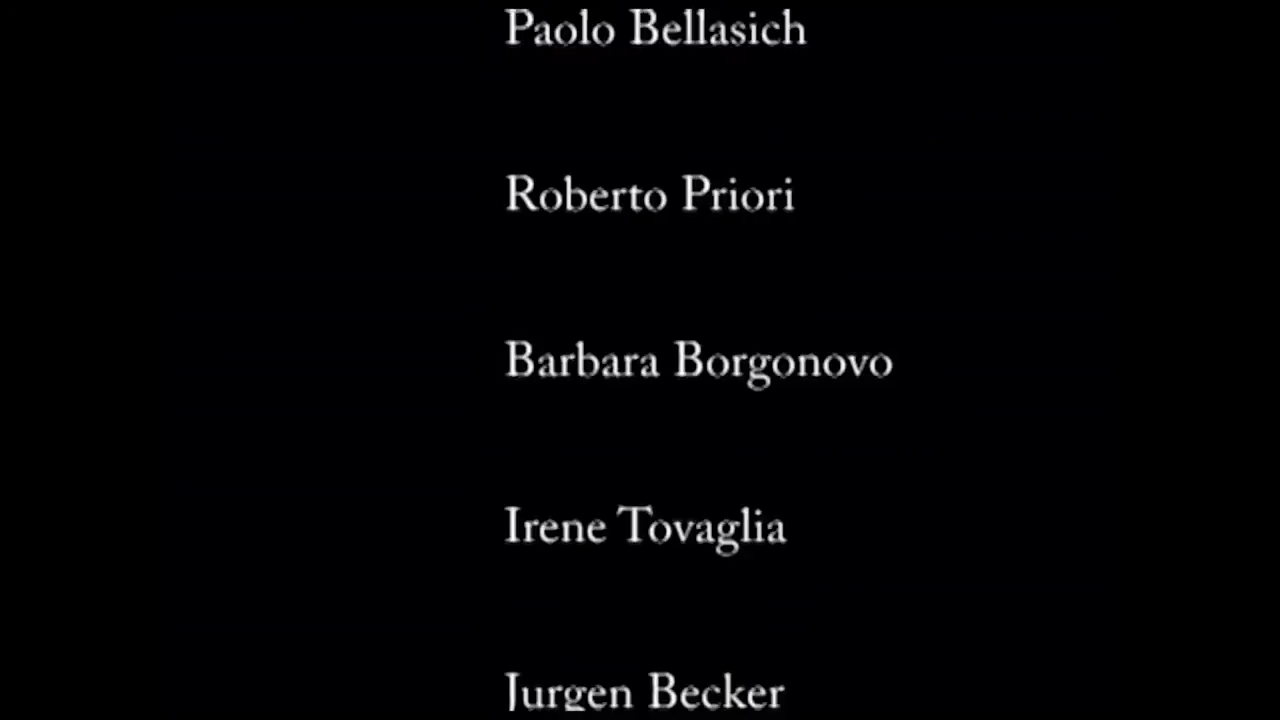 Paolo Bellasich
Roberto Priori
Barbara Borgonovo
Irene Tovaglia
Jurgen Becker